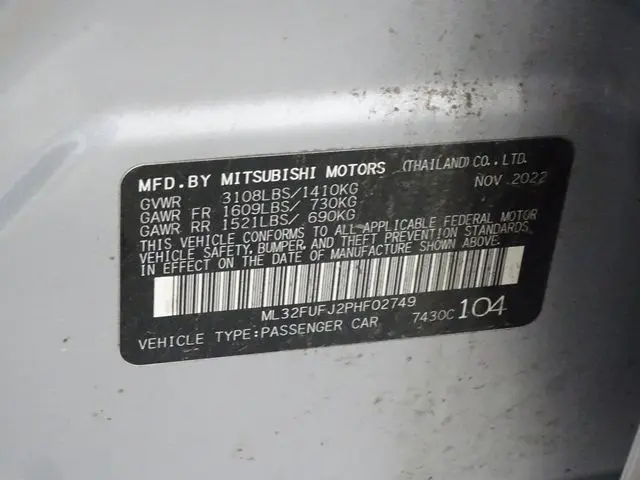 MFD.BY MITSUBISHI MOTORS (THAILAND)CO.,LTD.
GVWR 3108LBS/1410KG NOV.2022
GAWR FR 1609LBS/ 730KG
GAWR RR 1521LBS/ 690KG
THIS VEHICLE CONFORMS TO ALL APPLICABLE FEDERAL MOTOR
VEHICLE SAFETY,BUMPER,AND THEFT PREVENTION STANDARDS
IN EFFECT ON THE DATE OF MANUFACTURE SHOWN ABOVE.
ML32FUFJ2PHF02749
VEHICLE TYPE:PASSENGER CAR 7430C 104